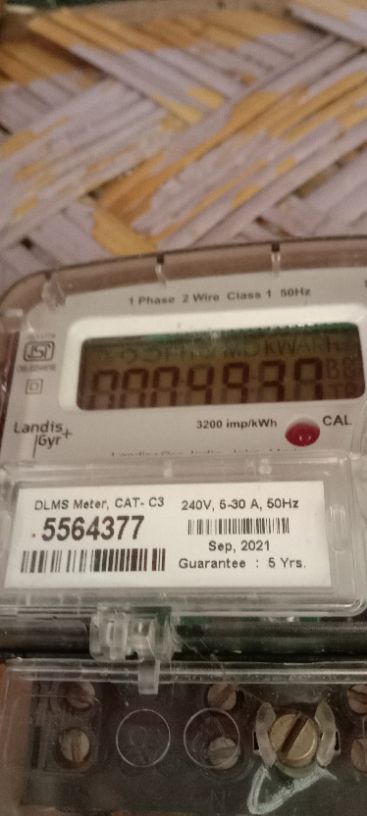 1 Phase 2 Wire Class 1 50Hz
ISI
Landis
Gyr+
3200 imp/kWh
CAL
DLMS Meter, CAT- C3
240V, 5-30 A, 50Hz
5564377
Sep, 2021
Guarantee : 5 Yrs.